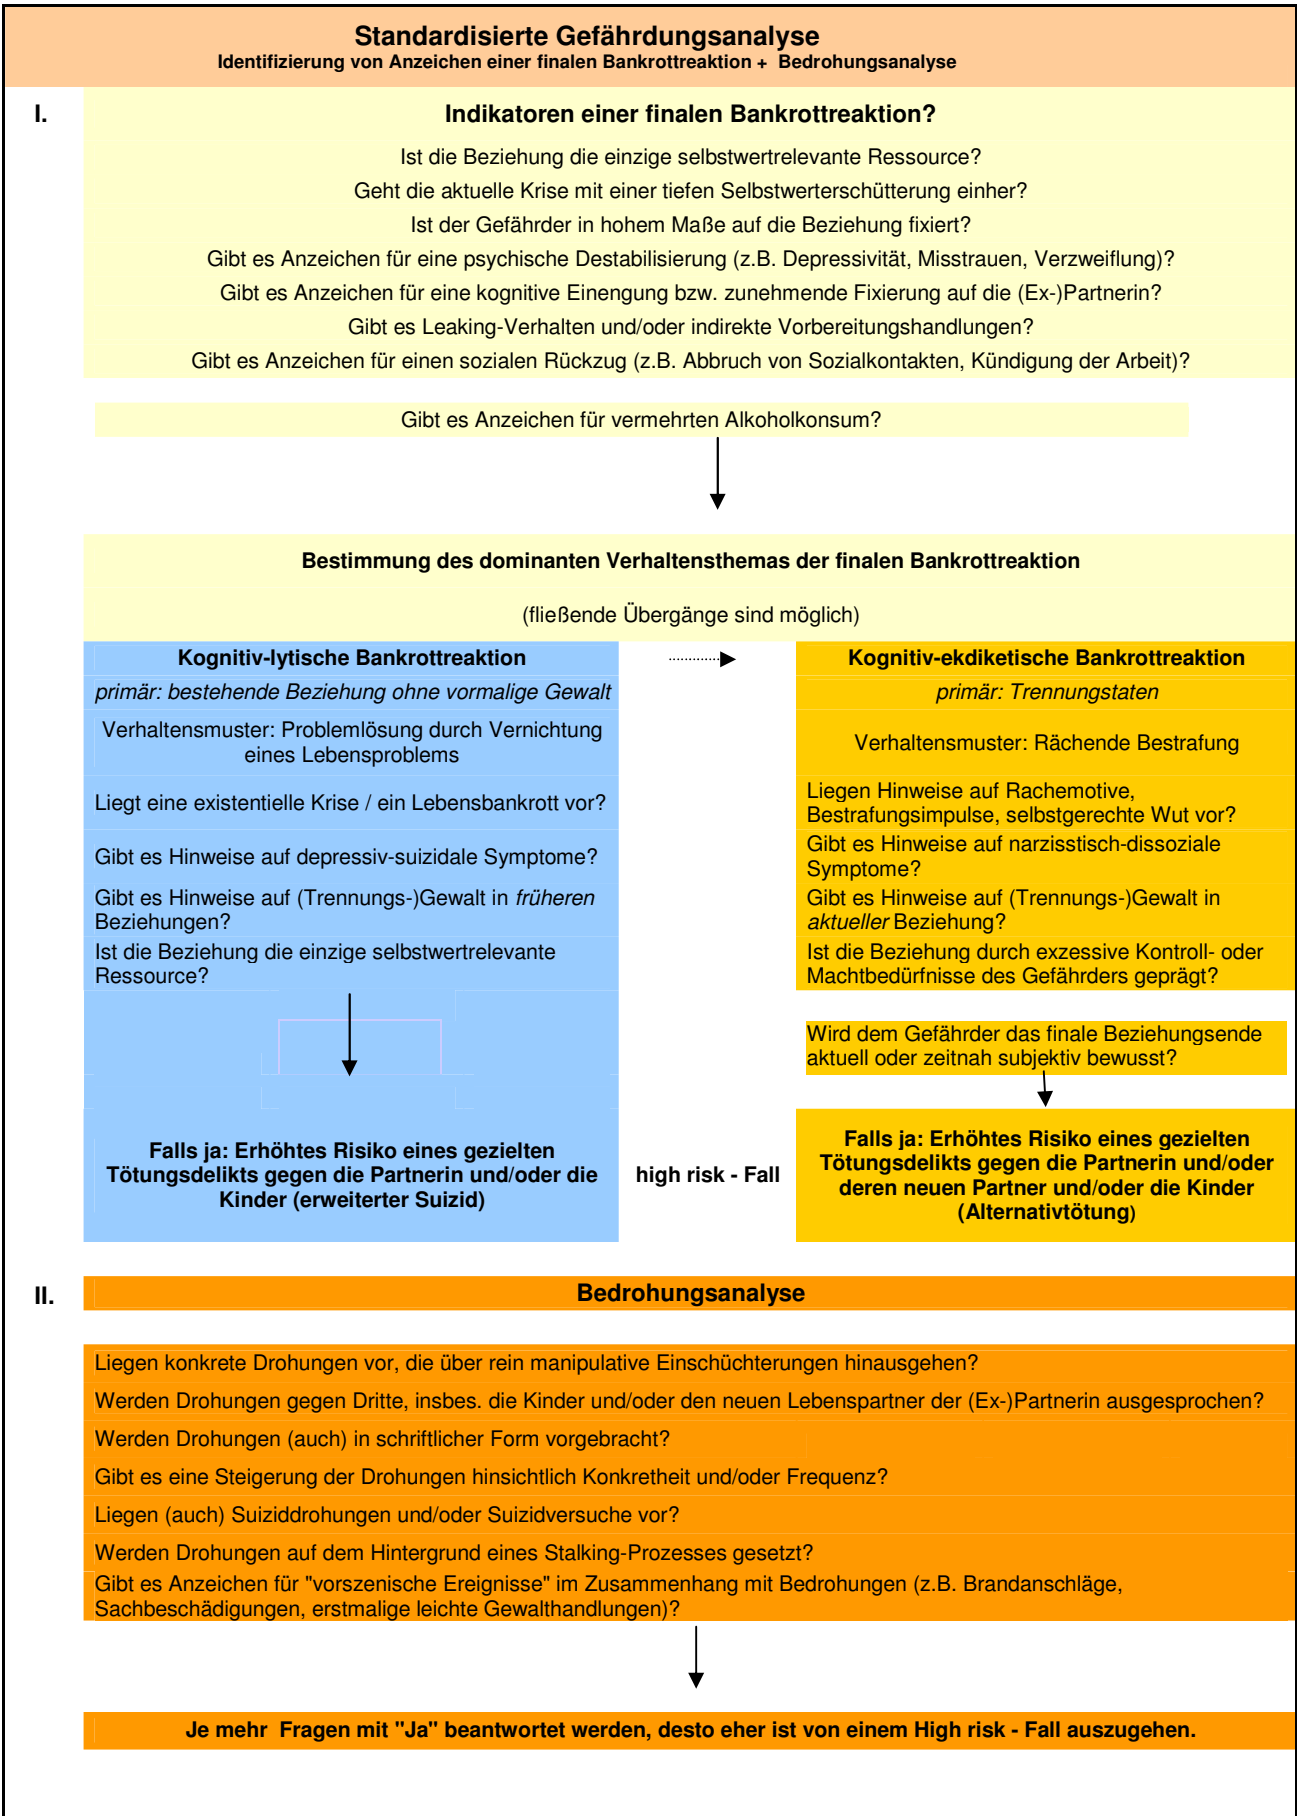 Standardisierte Gefährdungsanalyse
Identifizierung von Anzeichen einer finalen Bankrottreaktion + Bedrohungsanalyse
I.
Indikatoren einer finalen Bankrottreaktion?
Ist die Beziehung die einzige selbstwertrelevante Ressource?
Geht die aktuelle Krise mit einer tiefen Selbstwerterschütterung einher?
Ist der Gefährder in hohem Maße auf die Beziehung fixiert?
Gibt es Anzeichen für eine psychische Destabilisierung (z.B. Depressivität, Misstrauen, Verzweiflung)?
Gibt es Anzeichen für eine kognitive Einengung bzw. zunehmende Fixierung auf die (Ex-)Partnerin?
Gibt es Leaking-Verhalten und/oder indirekte Vorbereitungshandlungen?
Gibt es Anzeichen für einen sozialen Rückzug (z.B. Abbruch von Sozialkontakten, Kündigung der Arbeit)?
Gibt es Anzeichen für vermehrten Alkoholkonsum?
Bestimmung des dominanten Verhaltensthemas der finalen Bankrottreaktion
(fließende Übergänge sind möglich)
Kognitiv-lytische Bankrottreaktion
primär: bestehende Beziehung ohne vormalige Gewalt
Verhaltensmuster: Problemlösung durch Vernichtung
eines Lebensproblems
Liegt eine existentielle Krise / ein Lebensbankrott vor?
Gibt es Hinweise auf depressiv-suizidale Symptome?
Gibt es Hinweise auf (Trennungs-)Gewalt in früheren
Beziehungen?
Ist die Beziehung die einzige selbstwertrelevante
Ressource?
Falls ja: Erhöhtes Risiko eines gezielten
Tötungsdelikts gegen die Partnerin und/oder die
Kinder (erweiterter Suizid)
high risk - Fall
Kognitiv-ekdiketische Bankrottreaktion
primär: Trennungstaten
Verhaltensmuster: Rächende Bestrafung
Liegen Hinweise auf Rachemotive,
Bestrafungsimpulse, selbstgerechte Wut vor?
Gibt es Hinweise auf narzisstisch-dissoziale
Symptome?
Gibt es Hinweise auf (Trennungs-)Gewalt in
aktueller Beziehung?
Ist die Beziehung durch exzessive Kontroll- oder
Machtbedürfnisse des Gefährders geprägt?
Wird dem Gefährder das finale Beziehungsende
aktuell oder zeitnah subjektiv bewusst?
Falls ja: Erhöhtes Risiko eines gezielten
Tötungsdelikts gegen die Partnerin und/oder
deren neuen Partner und/oder die Kinder
(Alternativtötung)
II.
Bedrohungsanalyse
Liegen konkrete Drohungen vor, die über rein manipulative Einschüchterungen hinausgehen?
Werden Drohungen gegen Dritte, insbes. die Kinder und/oder den neuen Lebenspartner der (Ex-)Partnerin ausgesprochen?
Werden Drohungen (auch) in schriftlicher Form vorgebracht?
Gibt es eine Steigerung der Drohungen hinsichtlich Konkretheit und/oder Frequenz?
Liegen (auch) Suiziddrohungen und/oder Suizidversuche vor?
Werden Drohungen auf dem Hintergrund eines Stalking-Prozesses gesetzt?
Gibt es Anzeichen für "vorszenische Ereignisse" im Zusammenhang mit Bedrohungen (z.B. Brandanschläge,
Sachbeschädigungen, erstmalige leichte Gewalthandlungen)?
Je mehr Fragen mit "Ja" beantwortet werden, desto eher ist von einem High risk - Fall auszugehen.